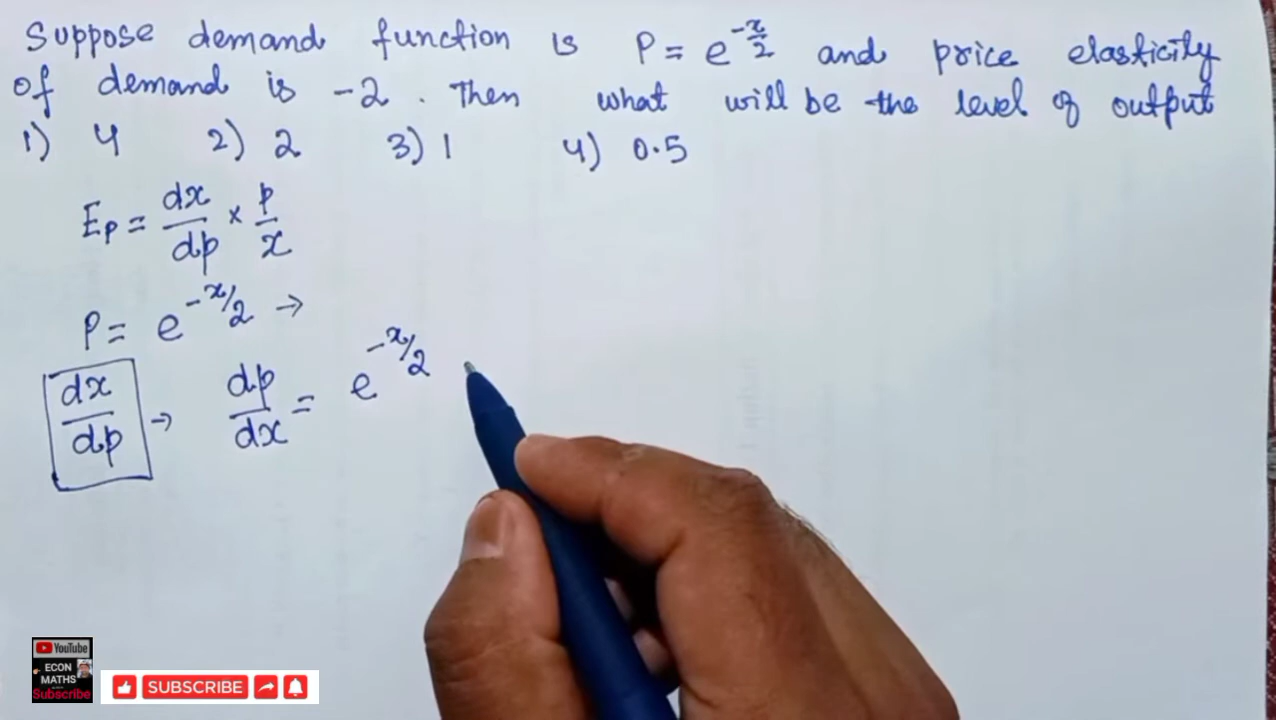 Suppose demand function is P = e^{-x/2} and price elasticity
of demand is -2. Then what will be the level of output
1) 4 2) 2 3) 1 4) 0.5
Ep = dx/dp × p/x
P = e^{-x/2} →
dx/dp → dp/dx = e^{-x/2}
YouTube
ECON
MATHS
Subscribe
SUBSCRIBE